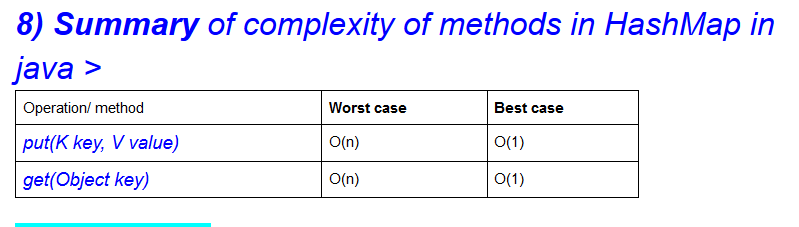 8) Summary of complexity of methods in HashMap in
java >
Operation/ method Worst case Best case
put(K key, V value) O(n) O(1)
get(Object key) O(n) O(1)